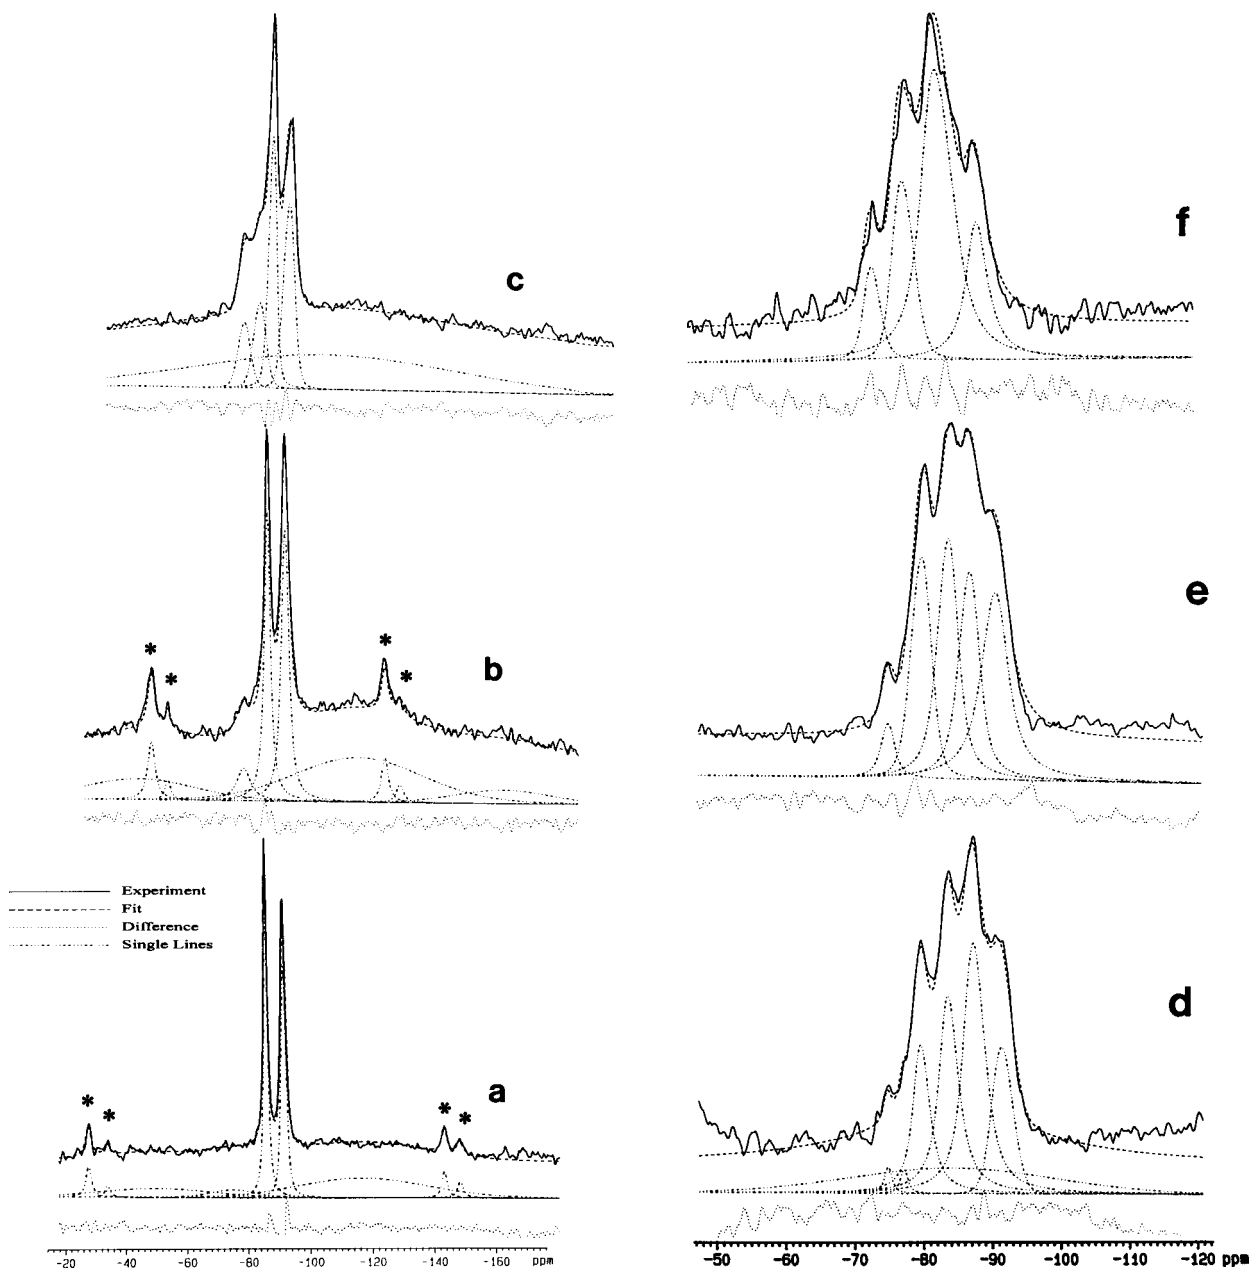 c
f
*
*
*
*
b
e
Experiment
Fit
Difference
Single Lines
*
*
*
*
a
d
-20 -40 -60 -80 -100 -120 -140 -160 ppm
-50 -60 -70 -80 -90 -100 -110 -120 ppm